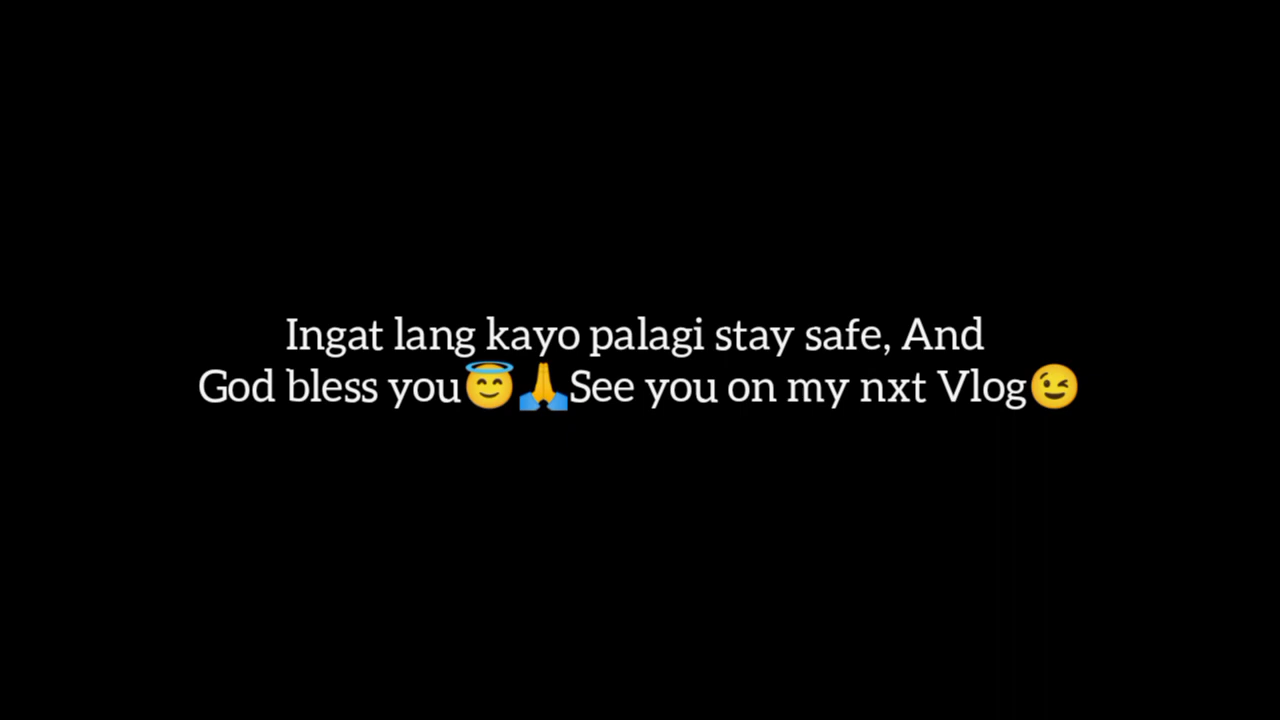 Ingat lang kayo palagi stay safe, And
God bless you😇🙏See you on my nxt Vlog😉